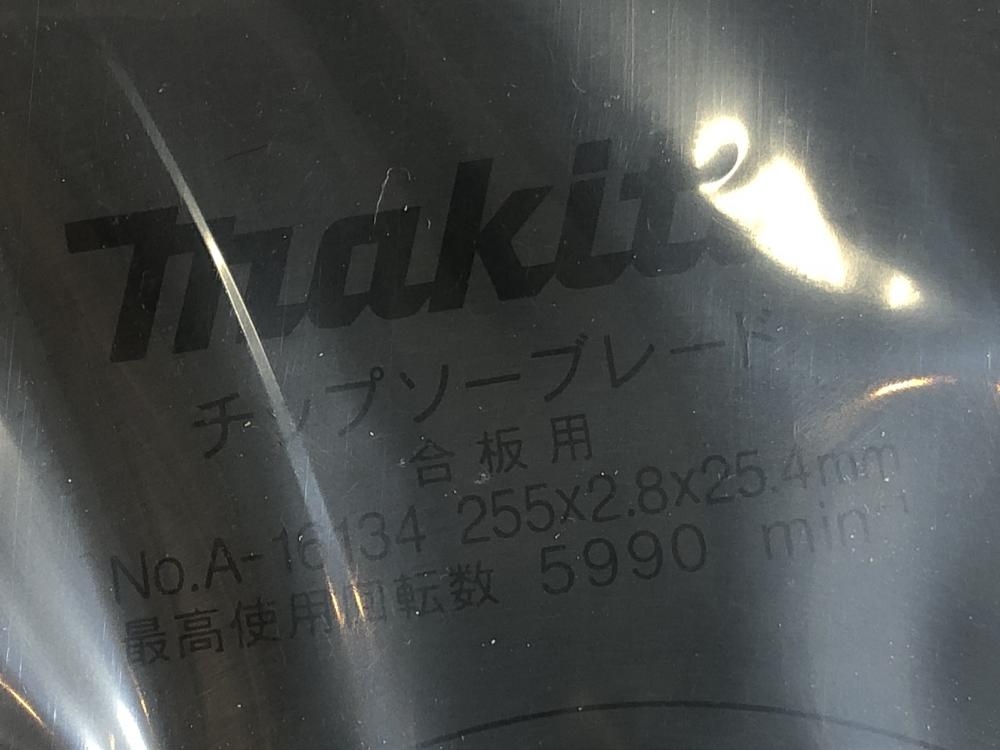 makita
チップソーブレード
合板用
No.A-16134 255x2.8x25.4mm
最高使用回転数 5990 min⁻¹